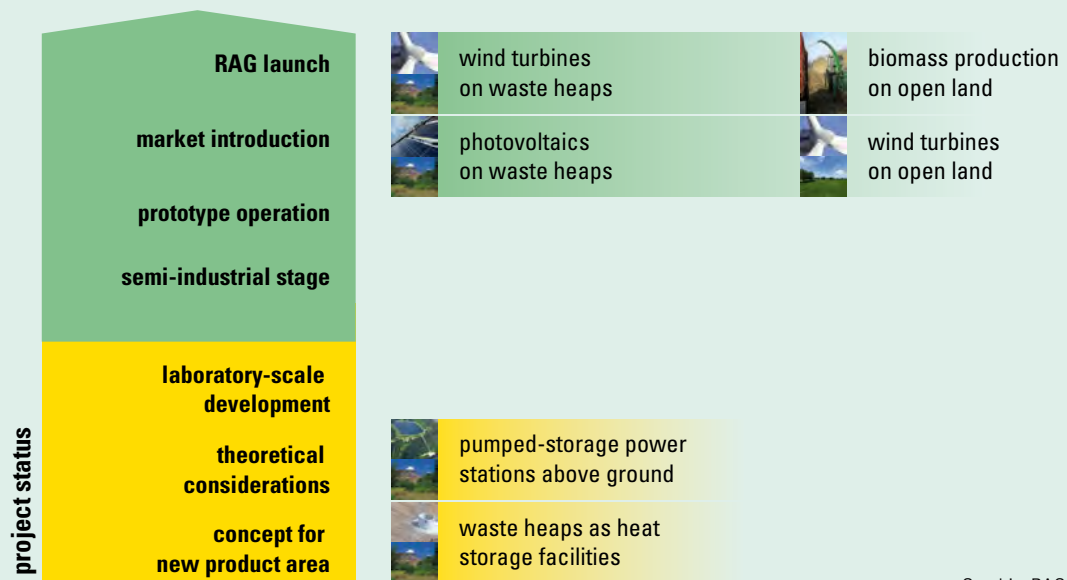 RAG launch
market introduction
prototype operation
semi-industrial stage
laboratory-scale
development
theoretical
considerations
concept for
new product area
project status
wind turbines
on waste heaps
biomass production
on open land
photovoltaics
on waste heaps
wind turbines
on open land
pumped-storage power
stations above ground
waste heaps as heat
storage facilities